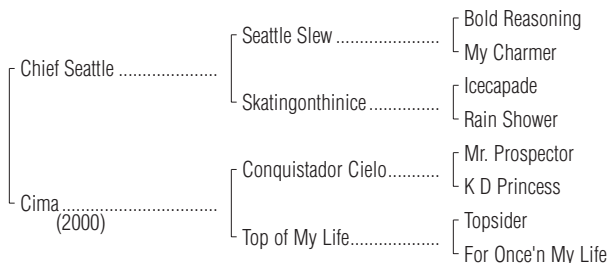 Bold Reasoning
Seattle Slew ....................
My Charmer
Chief Seattle ....................
Icecapade
Skatingonthinice..............
Rain Shower
Mr. Prospector
Conquistador Cielo...........
K D Princess
Cima..........................
(2000)
Topsider
Top of My Life..................
For Once'n My Life